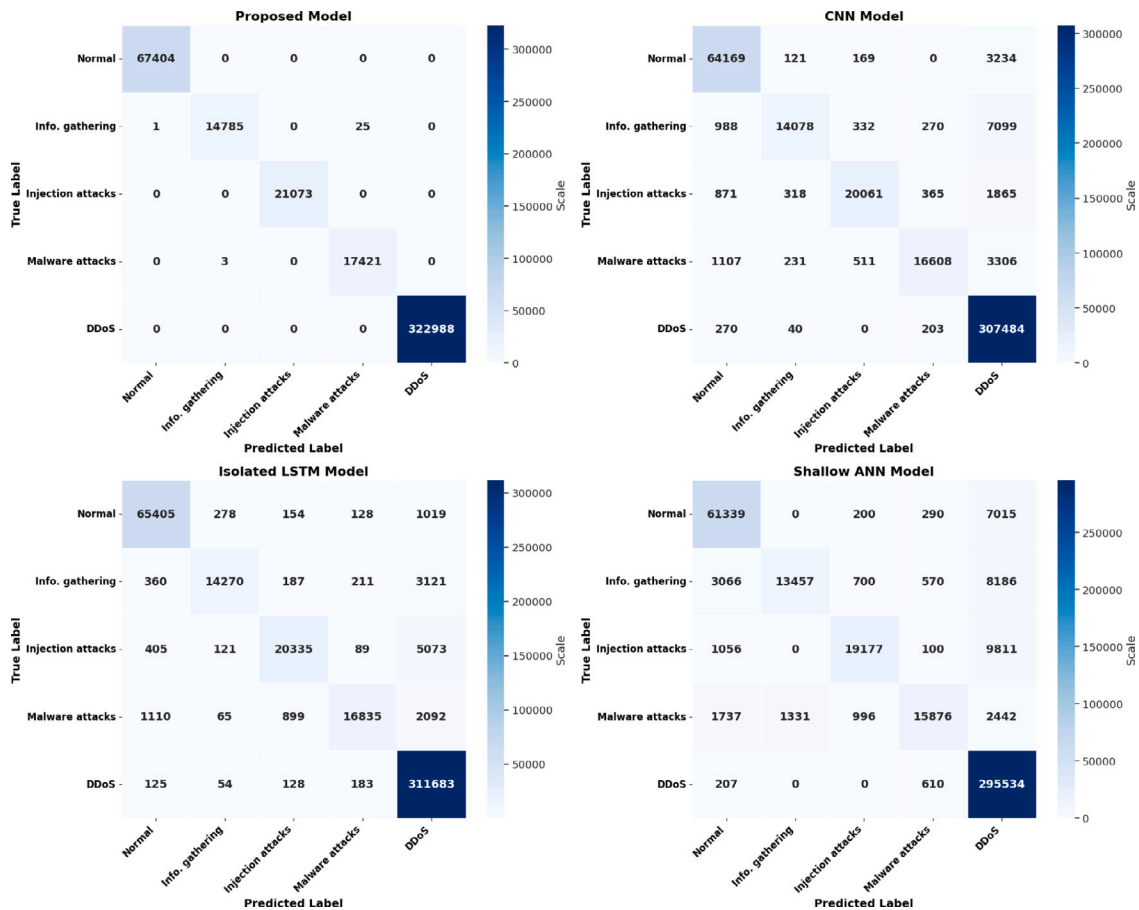 Proposed Model
True Label
Normal 67404 0 0 0 0
Info. gathering 1 14785 0 25 0
Injection attacks 0 0 21073 0 0
Malware attacks 0 3 0 17421 0
DDoS 0 0 0 0 322988
Normal Info. gathering Injection attacks Malware attacks DDoS
Predicted Label
300000
250000
200000
150000
100000
50000
0
Scale
CNN Model
True Label
Normal 64169 121 169 0 3234
Info. gathering 988 14078 332 270 7099
Injection attacks 871 318 20061 365 1865
Malware attacks 1107 231 511 16608 3306
DDoS 270 40 0 203 307484
Normal Info. gathering Injection attacks Malware attacks DDoS
Predicted Label
300000
250000
200000
150000
100000
50000
0
Scale
Isolated LSTM Model
True Label
Normal 65405 278 154 128 1019
Info. gathering 360 14270 187 211 3121
Injection attacks 405 121 20335 89 5073
Malware attacks 1110 65 899 16835 2092
DDoS 125 54 128 183 311683
Normal Info. gathering Injection attacks Malware attacks DDoS
Predicted Label
300000
250000
200000
150000
100000
50000
Scale
Shallow ANN Model
True Label
Normal 61339 0 200 290 7015
Info. gathering 3066 13457 700 570 8186
Injection attacks 1056 0 19177 100 9811
Malware attacks 1737 1331 996 15876 2442
DDoS 207 0 0 610 295534
Normal Info. gathering Injection attacks Malware attacks DDoS
Predicted Label
250000
200000
150000
100000
50000
0
Scale